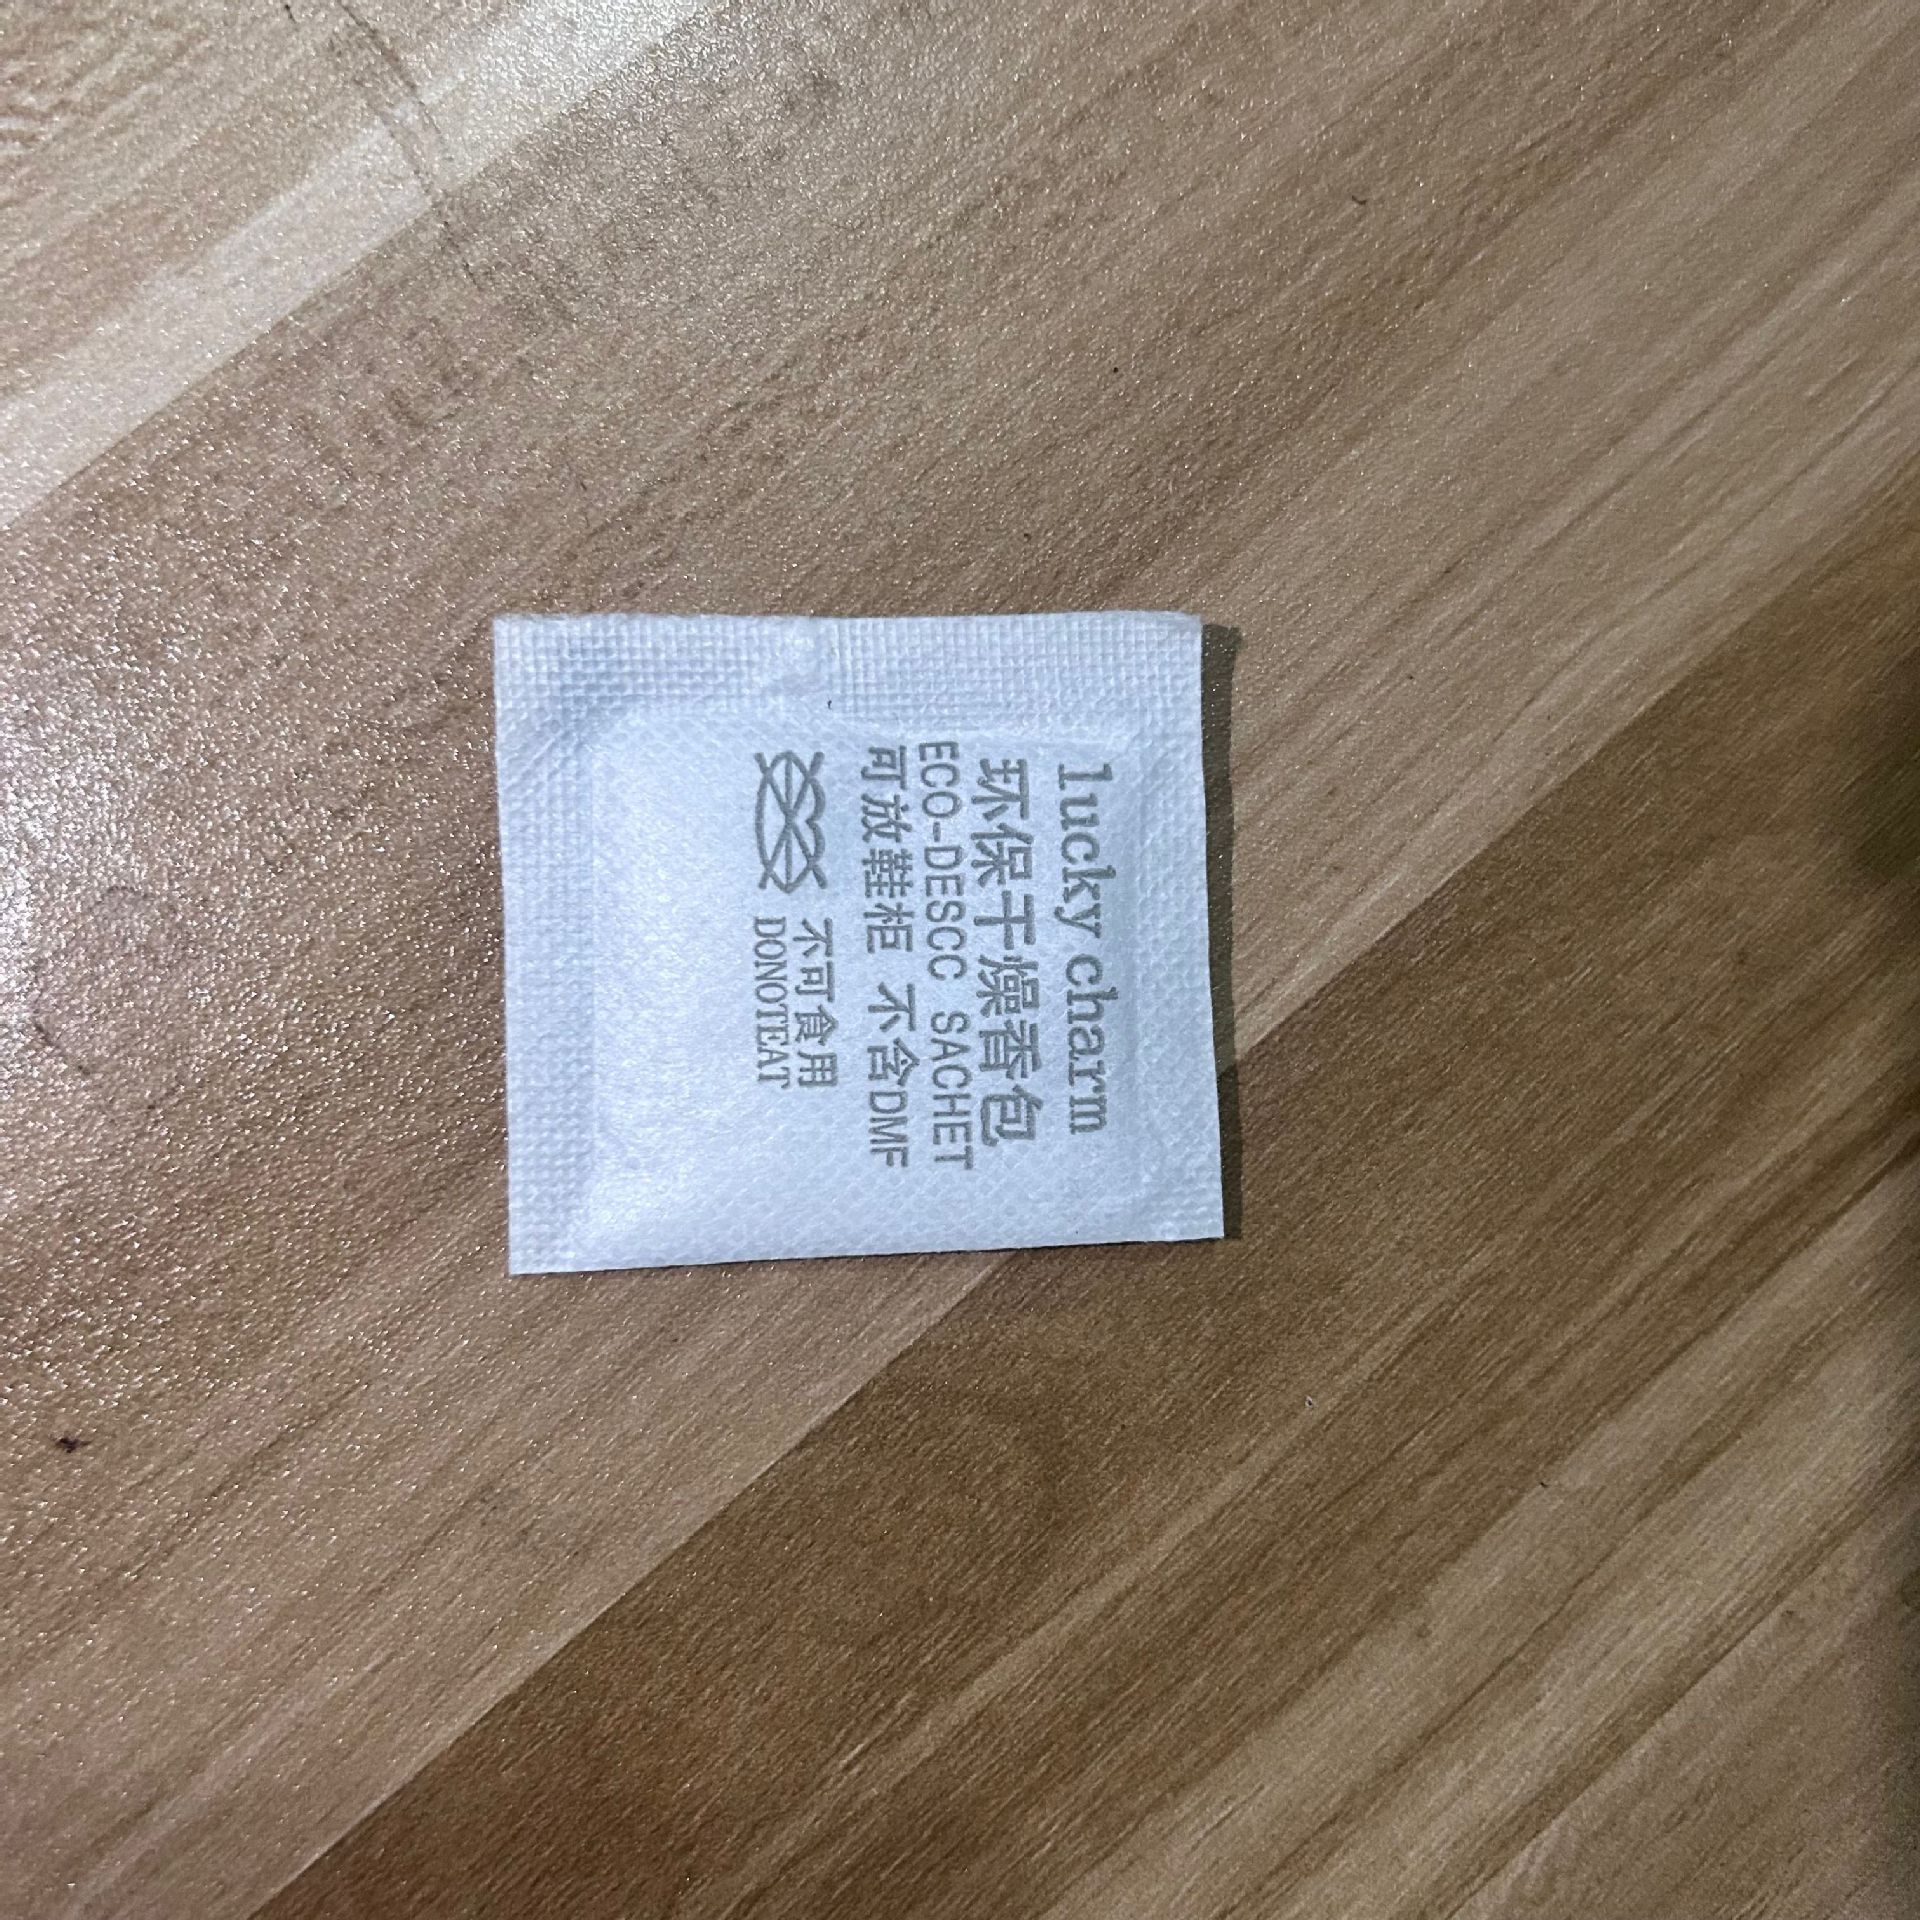 lucky charm
环保干燥香包
ECO-DESCC SACHET
可放鞋柜 不含DMF
不可食用
DONOTEAT